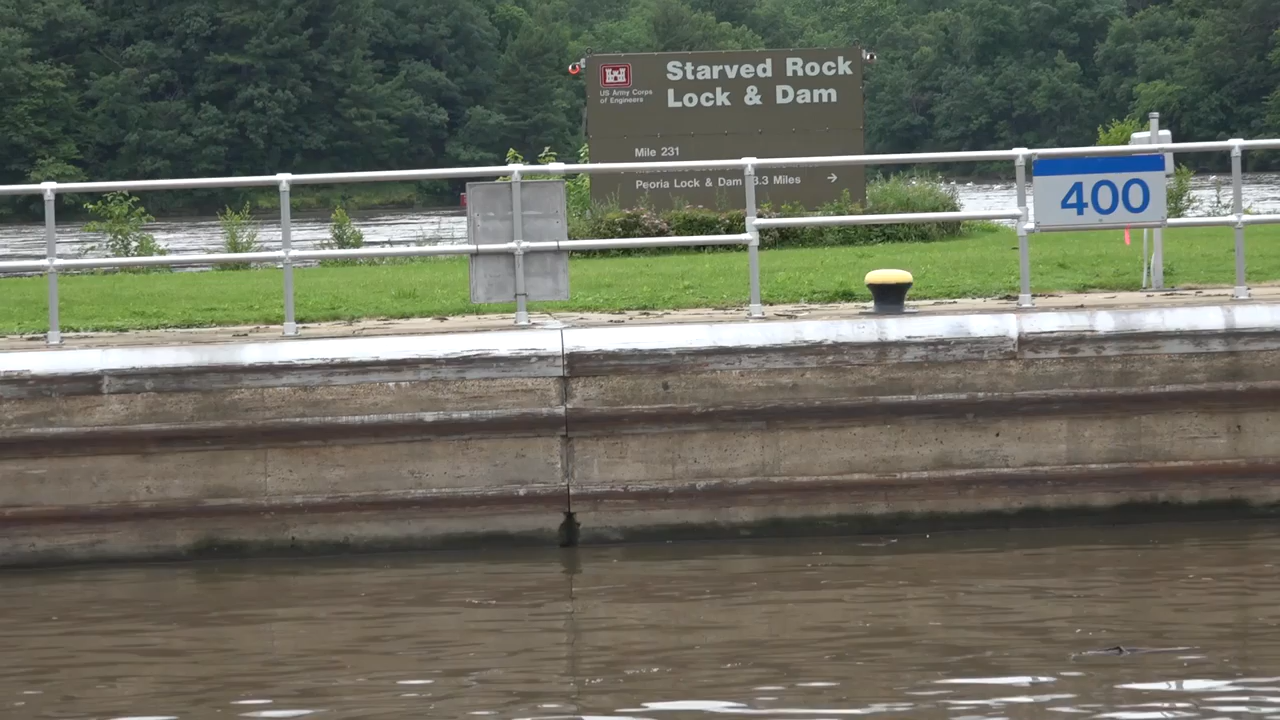 US Army Corps
of Engineers
Starved Rock
Lock & Dam
Mile 231
Peoria Lock & Dam 3.3 Miles →
400